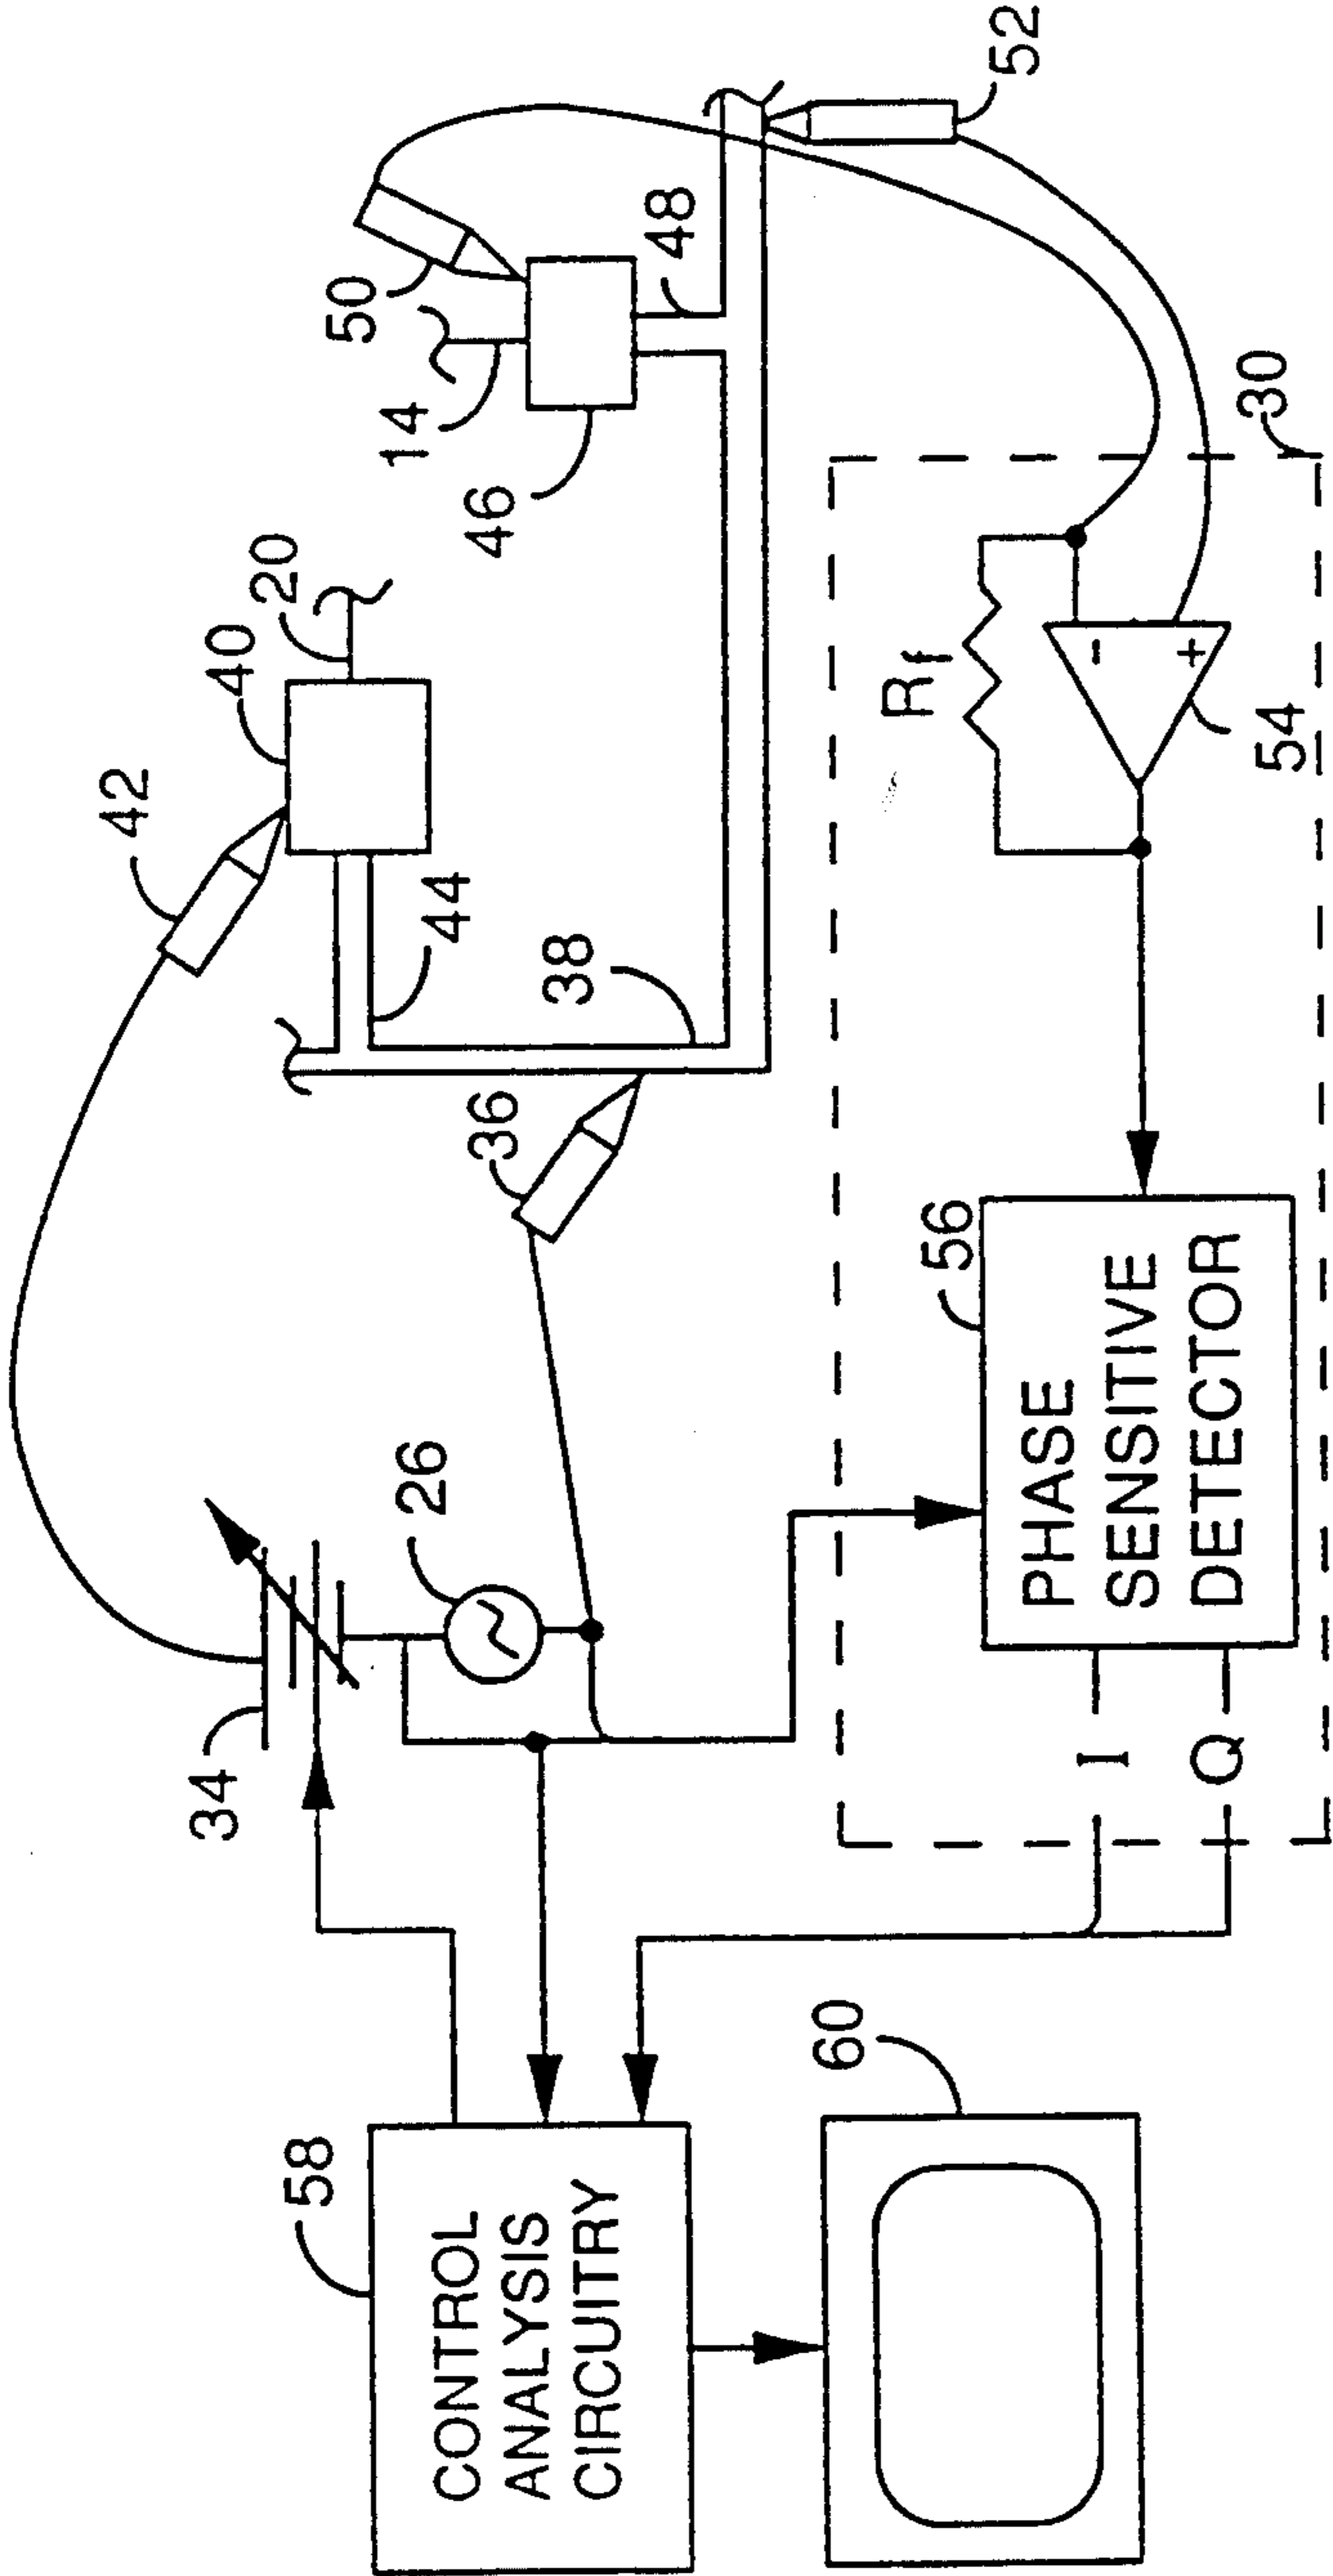 52
50
48
14
46
30
20
40
R_f
- +
54
42
44
38
36
56
PHASE
SENSITIVE
DETECTOR
26
34
I
Q
58
CONTROL
ANALYSIS
CIRCUITRY
60